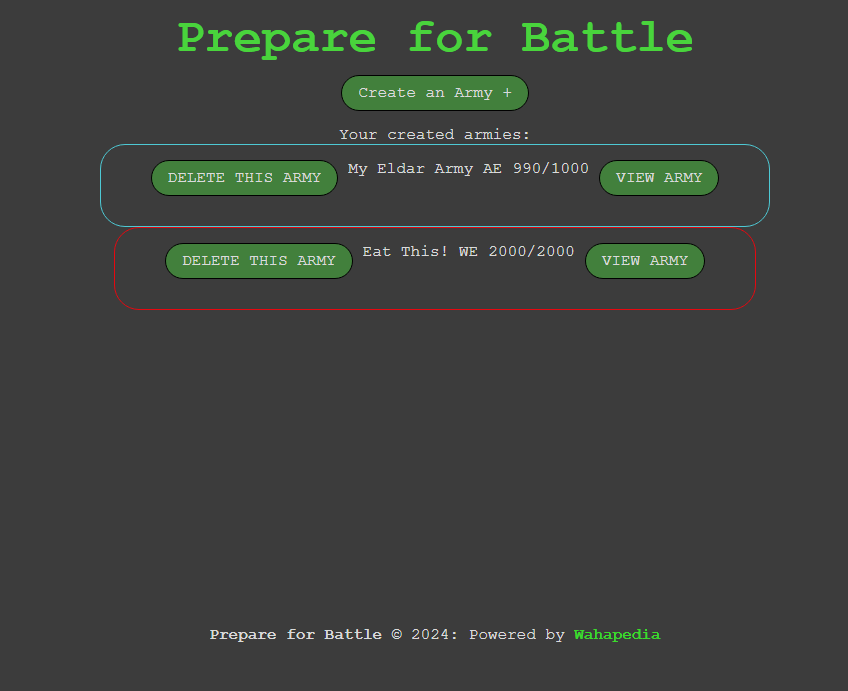 Prepare for Battle
Create an Army +
Your created armies:
DELETE THIS ARMY My Eldar Army AE 990/1000 VIEW ARMY
DELETE THIS ARMY Eat This! WE 2000/2000 VIEW ARMY
Prepare for Battle © 2024: Powered by Wahapedia